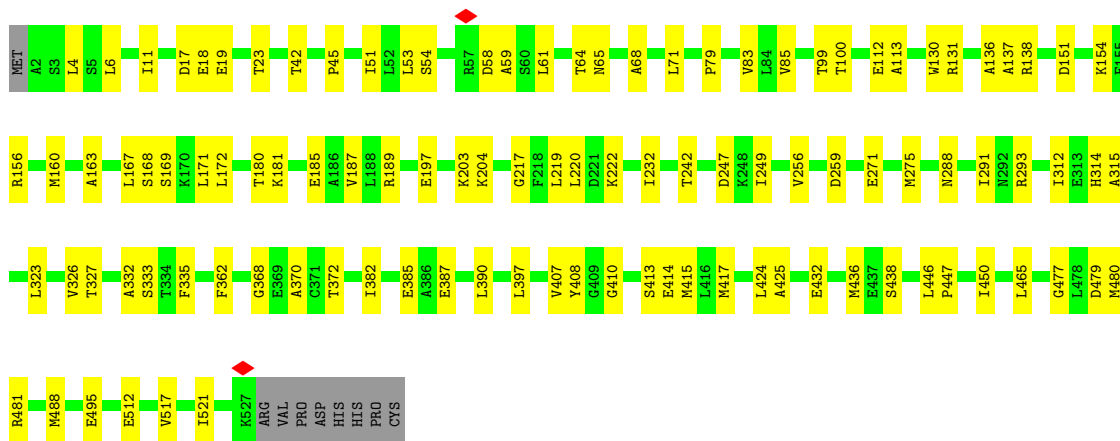 MET A2 S3 L4 S5 L6 I11 D17 E18 E19 T23 T42 P45 I51 L52 L53 S54 R57 D58 A59 S60 L61 T64 N65 A68 L71 P79 V83 L84 V85 T99 T100 E112 A113 W130 R131 A136 A137 R138 D151 K154 E155
R156 M160 A163 L167 S168 S169 K170 L171 L172 T180 K181 E185 A186 V187 L188 R189 E197 K203 K204 G217 F218 L219 L220 D221 K222 I232 T242 D247 K248 I249 V256 D259 E271 M275 N288 I291 N292 R293 I312 E313 H314 A315
L323 V326 T327 A332 S333 T334 F335 F362 G368 E369 A370 C371 T372 I382 E385 A386 E387 L390 L397 V407 Y408 G409 G410 S413 E414 M415 L416 M417 L424 A425 E432 M436 E437 S438 L446 P447 I450 L465 G477 L478 D479 M480
R481 M488 E495 E512 V517 I521 K527 ARG VAL PRO ASP HIS HIS PRO CYS